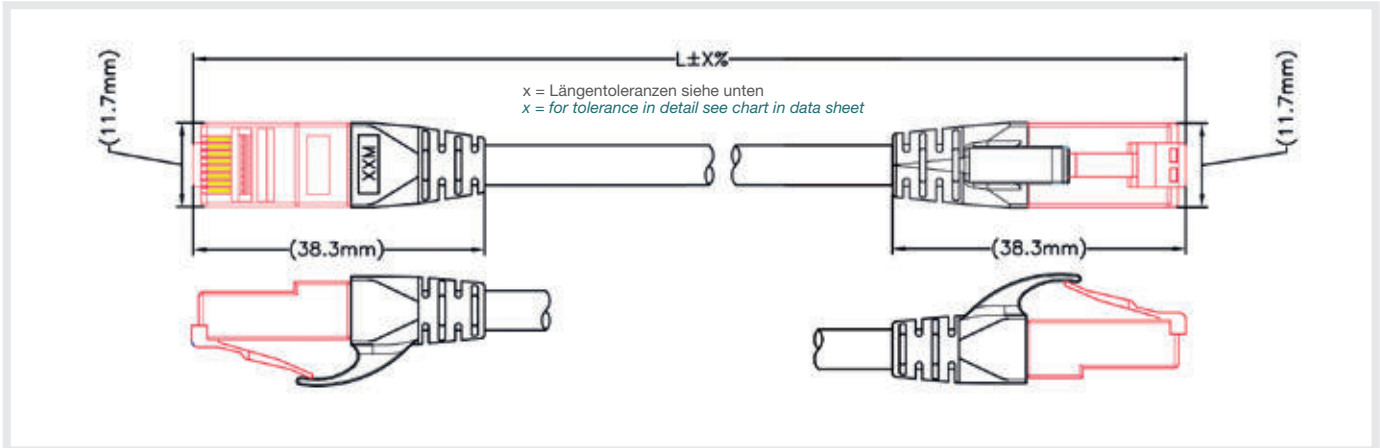 L±X%
x = Längentoleranzen siehe unten
x = for tolerance in detail see chart in data sheet
(11.7mm)
(11.7mm)
XXM
(38.3mm)
(38.3mm)